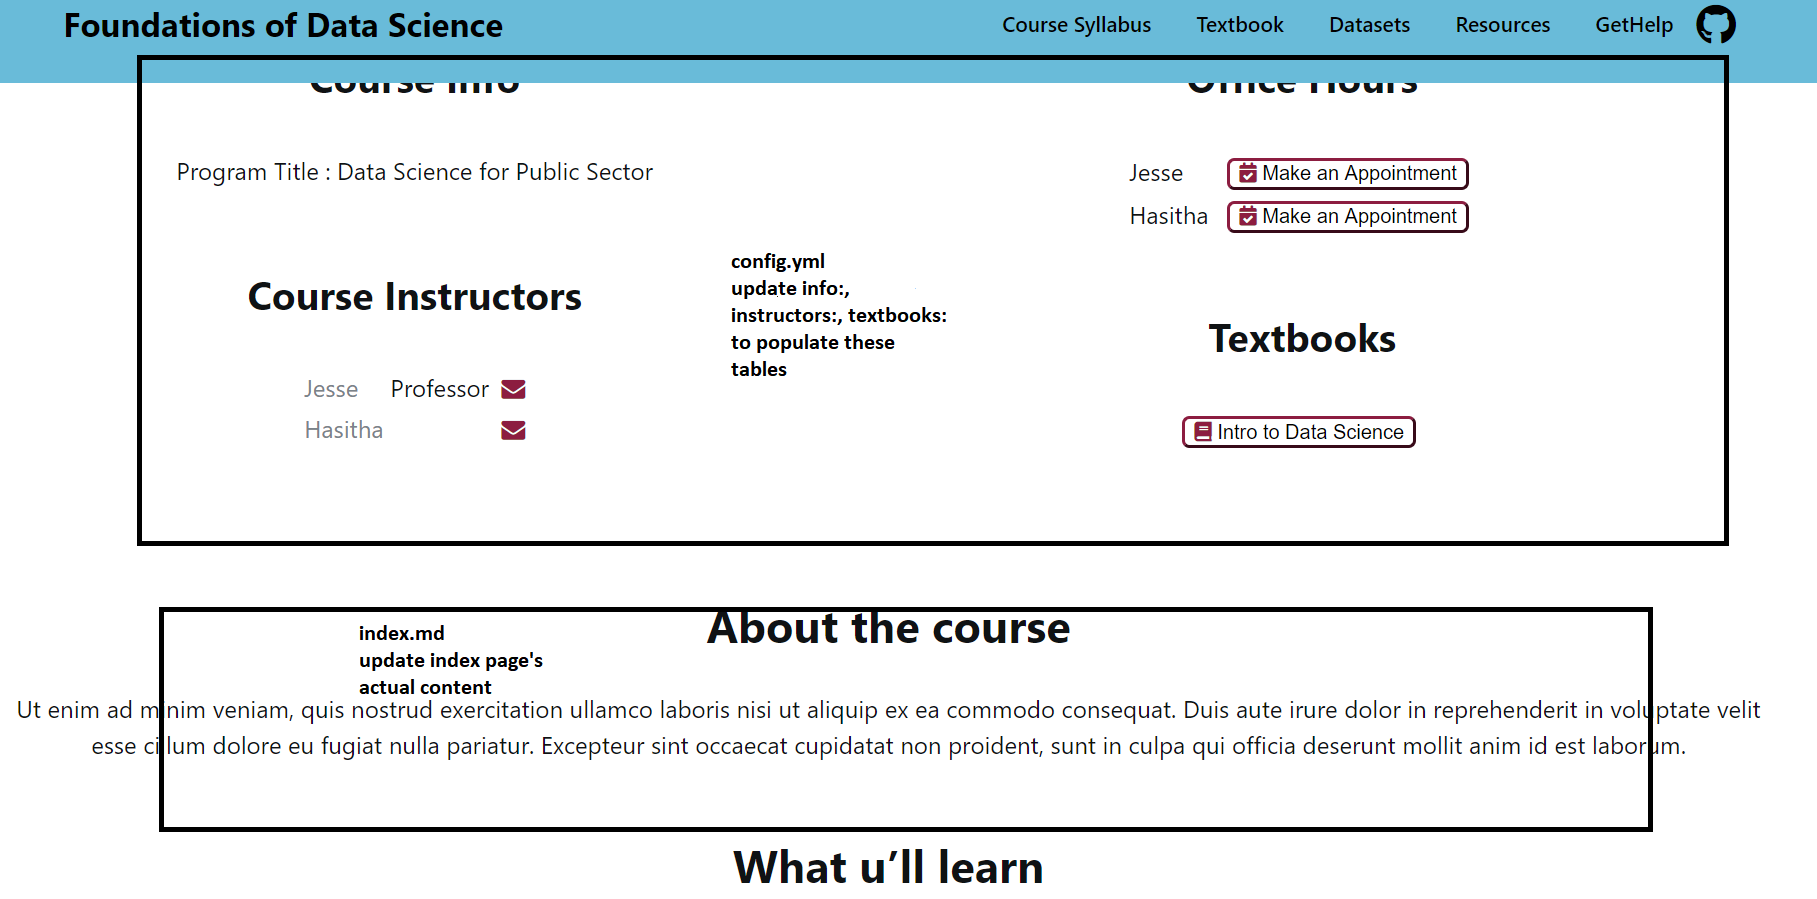 Foundations of Data Science
Course Syllabus Textbook Datasets Resources GetHelp
Course Info
Office Hours
Program Title : Data Science for Public Sector
Jesse Make an Appointment
Hasitha Make an Appointment
config.yml
update info:,
instructors:, textbooks:
to populate these
tables
Course Instructors
Jesse Professor
Hasitha
Textbooks
Intro to Data Science
About the course
index.md
update index page's
actual content
Ut enim ad minim veniam, quis nostrud exercitation ullamco laboris nisi ut aliquip ex ea commodo consequat. Duis aute irure dolor in reprehenderit in voluptate velit
esse cillum dolore eu fugiat nulla pariatur. Excepteur sint occaecat cupidatat non proident, sunt in culpa qui officia deserunt mollit anim id est laborum.
What u’ll learn